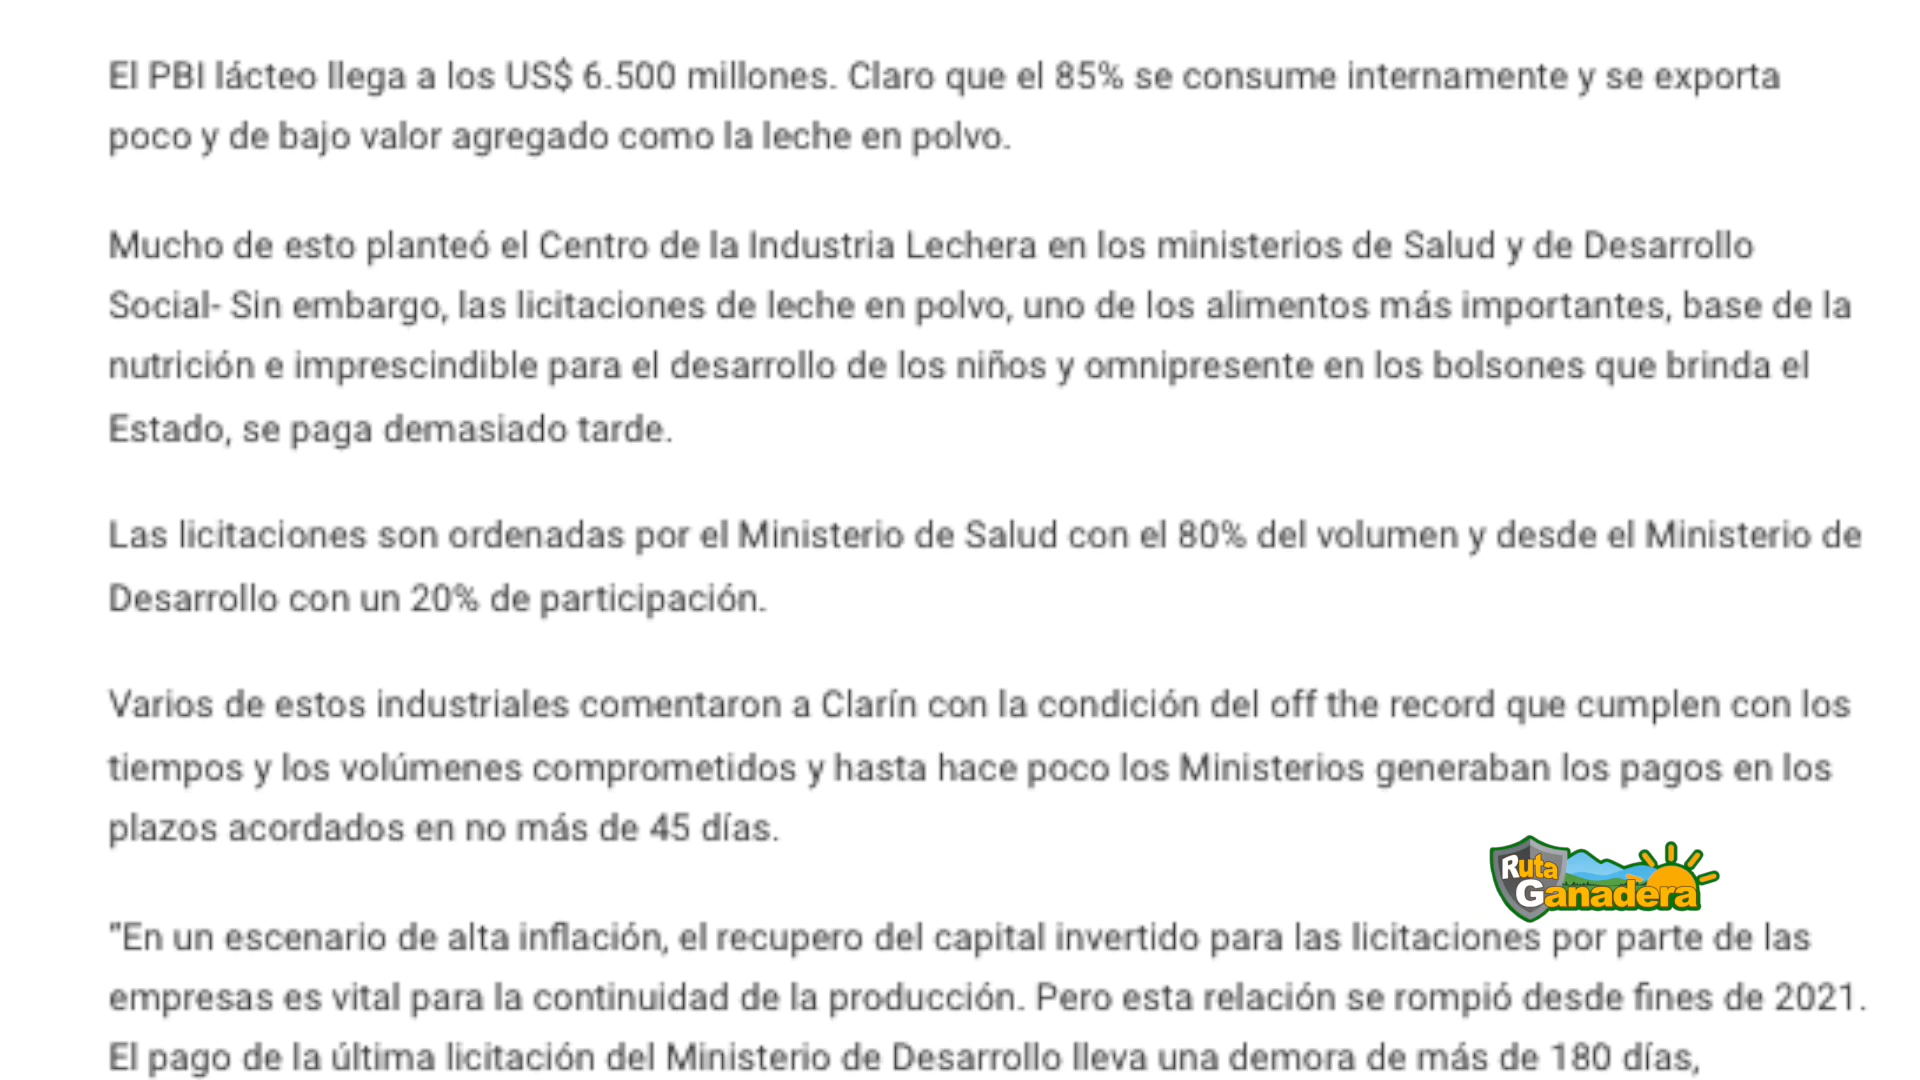 El PBI lácteo llega a los US$ 6.500 millones. Claro que el 85% se consume internamente y se exporta
poco y de bajo valor agregado como la leche en polvo.
Mucho de esto planteó el Centro de la Industria Lechera en los ministerios de Salud y de Desarrollo
Social- Sin embargo, las licitaciones de leche en polvo, uno de los alimentos más importantes, base de la
nutrición e imprescindible para el desarrollo de los niños y omnipresente en los bolsones que brinda el
Estado, se paga demasiado tarde.
Las licitaciones son ordenadas por el Ministerio de Salud con el 80% del volumen y desde el Ministerio de
Desarrollo con un 20% de participación.
Varios de estos industriales comentaron a Clarín con la condición del off the record que cumplen con los
tiempos y los volúmenes comprometidos y hasta hace poco los Ministerios generaban los pagos en los
plazos acordados en no más de 45 días.
Ruta
Ganadera
"En un escenario de alta inflación, el recupero del capital invertido para las licitaciones por parte de las
empresas es vital para la continuidad de la producción. Pero esta relación se rompió desde fines de 2021.
El pago de la última licitación del Ministerio de Desarrollo lleva una demora de más de 180 días,